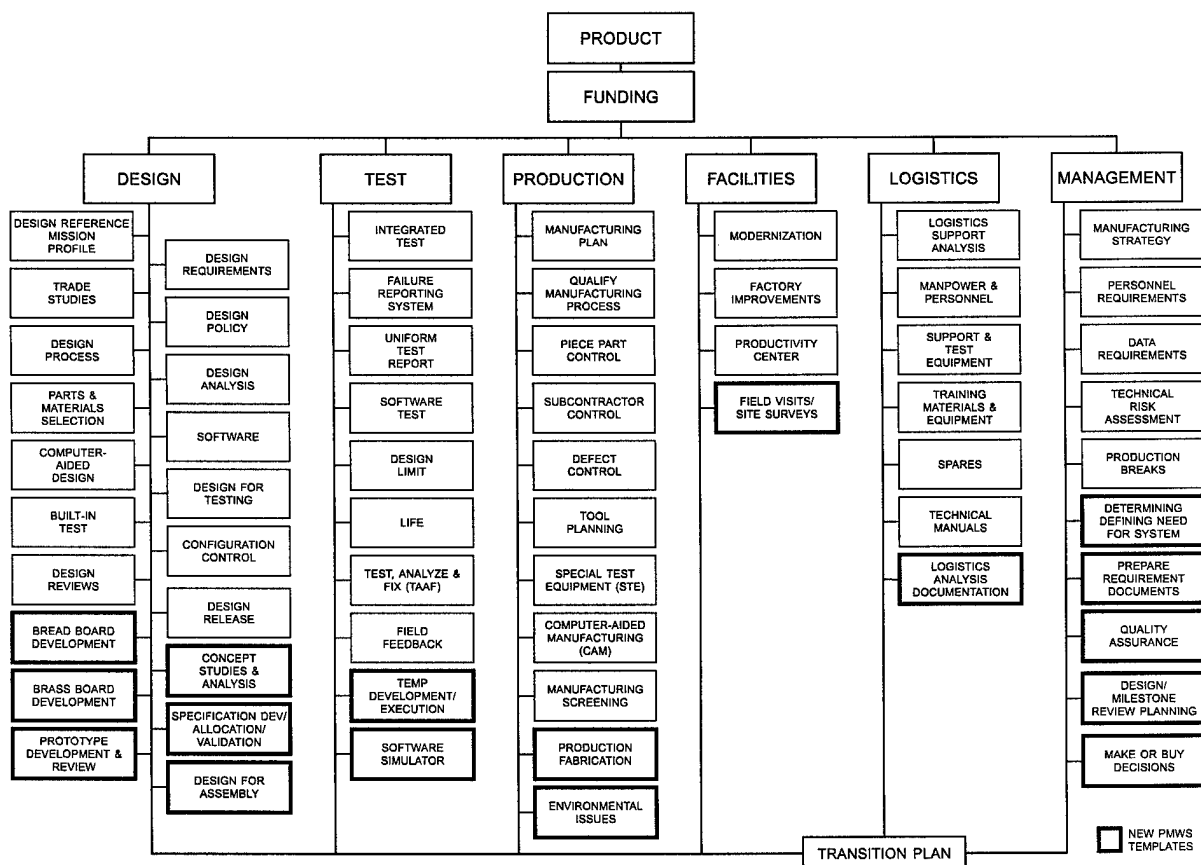 PRODUCT
FUNDING
DESIGN
TEST
PRODUCTION
FACILITIES
LOGISTICS
MANAGEMENT
DESIGN REFERENCE
MISSION
PROFILE
TRADE
STUDIES
DESIGN
PROCESS
PARTS &
MATERIALS
SELECTION
COMPUTER-
AIDED
DESIGN
BUILT-IN
TEST
DESIGN
REVIEWS
BREAD BOARD
DEVELOPMENT
BRASS BOARD
DEVELOPMENT
PROTOTYPE
DEVELOPMENT &
REVIEW
DESIGN
REQUIREMENTS
DESIGN
POLICY
DESIGN
ANALYSIS
SOFTWARE
DESIGN FOR
TESTING
CONFIGURATION
CONTROL
DESIGN
RELEASE
CONCEPT
STUDIES &
ANALYSIS
SPECIFICATION DEV/
ALLOCATION/
VALIDATION
DESIGN FOR
ASSEMBLY
INTEGRATED
TEST
FAILURE
REPORTING
SYSTEM
UNIFORM
TEST
REPORT
SOFTWARE
TEST
DESIGN
LIMIT
LIFE
TEST, ANALYZE &
FIX (TAAF)
FIELD
FEEDBACK
TEMP
DEVELOPMENT/
EXECUTION
SOFTWARE
SIMULATOR
MANUFACTURING
PLAN
QUALIFY
MANUFACTURING
PROCESS
PIECE PART
CONTROL
SUBCONTRACTOR
CONTROL
DEFECT
CONTROL
TOOL
PLANNING
SPECIAL TEST
EQUIPMENT (STE)
COMPUTER-AIDED
MANUFACTURING
(CAM)
MANUFACTURING
SCREENING
PRODUCTION
FABRICATION
ENVIRONMENTAL
ISSUES
MODERNIZATION
FACTORY
IMPROVEMENTS
PRODUCTIVITY
CENTER
FIELD VISITS/
SITE SURVEYS
LOGISTICS
SUPPORT
ANALYSIS
MANPOWER &
PERSONNEL
SUPPORT &
TEST
EQUIPMENT
TRAINING
MATERIALS &
EQUIPMENT
SPARES
TECHNICAL
MANUALS
LOGISTICS
ANALYSIS
DOCUMENTATION
MANUFACTURING
STRATEGY
PERSONNEL
REQUIREMENTS
DATA
REQUIREMENTS
TECHNICAL
RISK
ASSESSMENT
PRODUCTION
BREAKS
DETERMINING
DEFINING NEED
FOR SYSTEM
PREPARE
REQUIREMENT
DOCUMENTS
QUALITY
ASSURANCE
DESIGN/
MILESTONE
REVIEW PLANNING
MAKE OR BUY
DECISIONS
TRANSITION PLAN
NEW PMWS
TEMPLATES